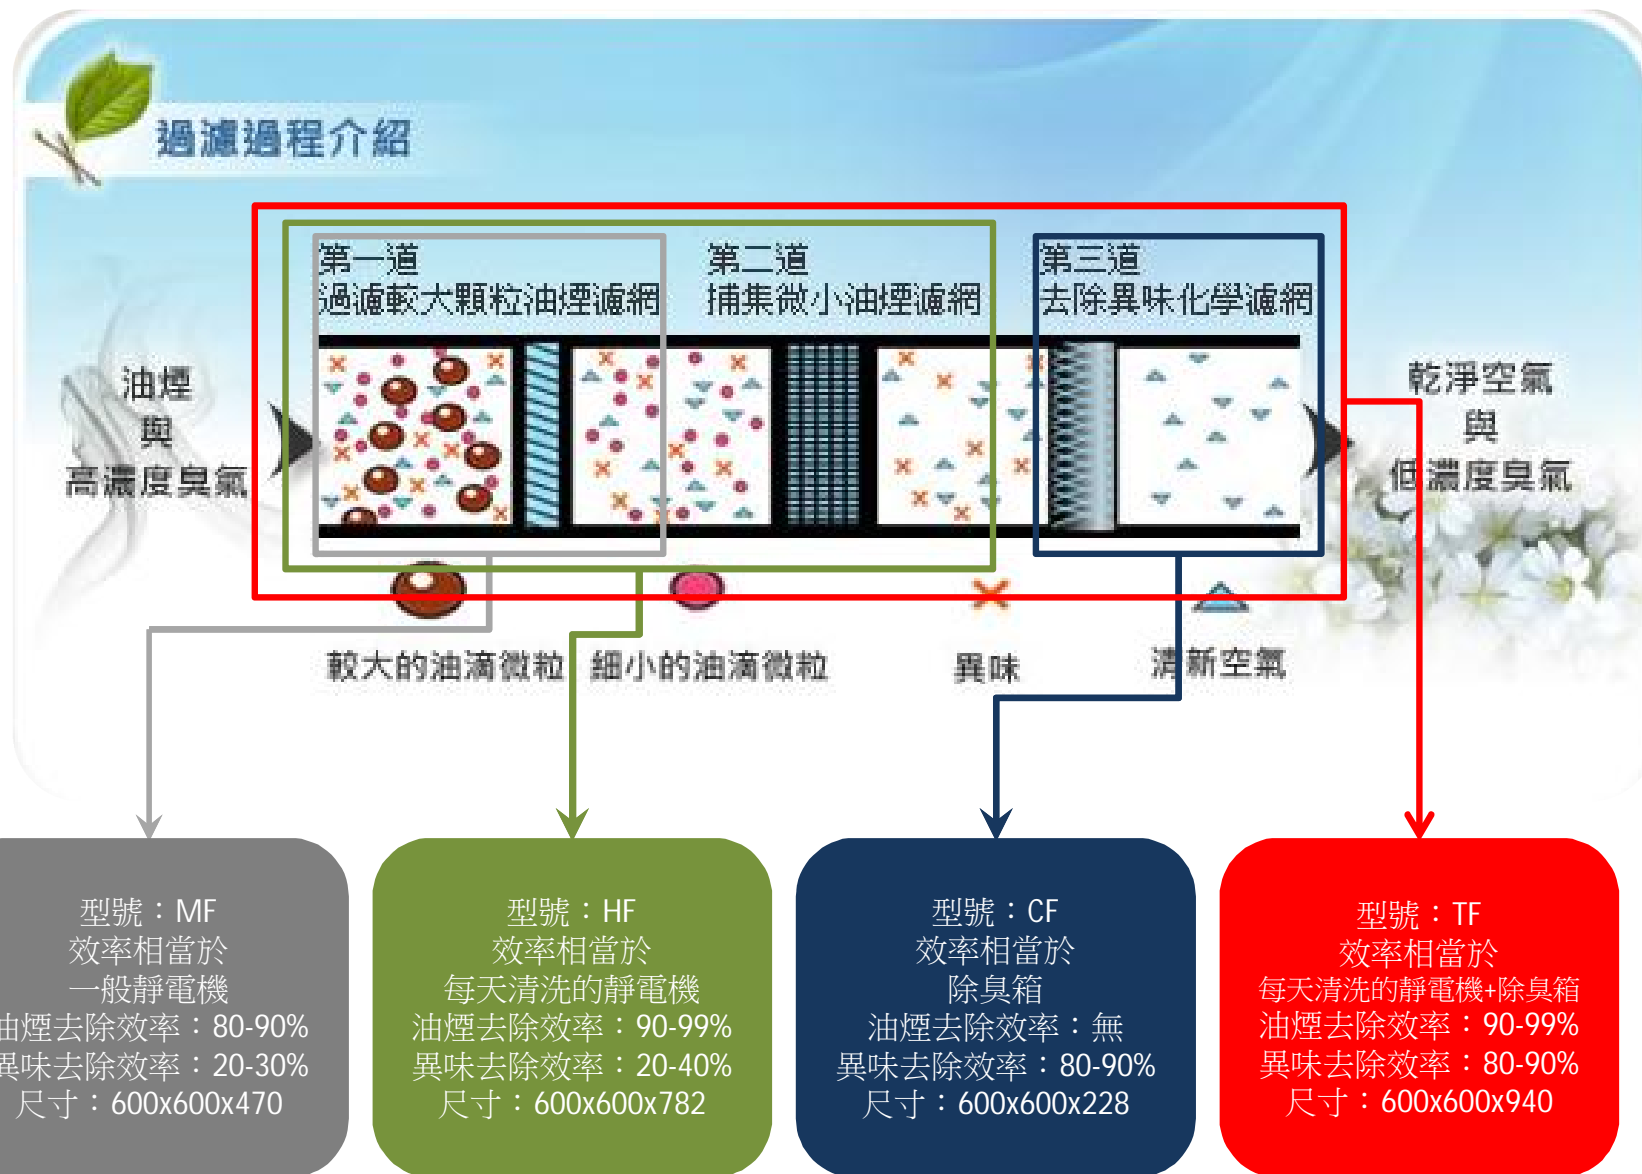 過濾過程介紹
第一道
過濾較大顆粒油煙濾網
第二道
捕集微小油煙濾網
第三道
去除異味化學濾網
油煙
與
高濃度臭氣
乾淨空氣
與
低濃度臭氣
較大的油滴微粒
細小的油滴微粒
異味
清新空氣
型號：MF
效率相當於
一般靜電機
油煙去除效率：80-90%
異味去除效率：20-30%
尺寸：600x600x470
型號：HF
效率相當於
每天清洗的靜電機
油煙去除效率：90-99%
異味去除效率：20-40%
尺寸：600x600x782
型號：CF
效率相當於
除臭箱
油煙去除效率：無
異味去除效率：80-90%
尺寸：600x600x228
型號：TF
效率相當於
每天清洗的靜電機+除臭箱
油煙去除效率：90-99%
異味去除效率：80-90%
尺寸：600x600x940